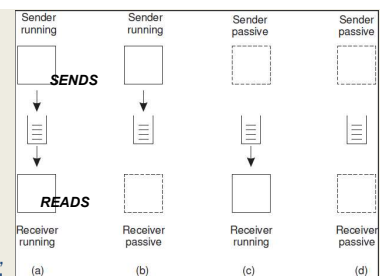 Sender running
Sender running
Sender passive
Sender passive
SENDS
READS
Receiver running
Receiver passive
Receiver running
Receiver passive
(a)
(b)
(c)
(d)